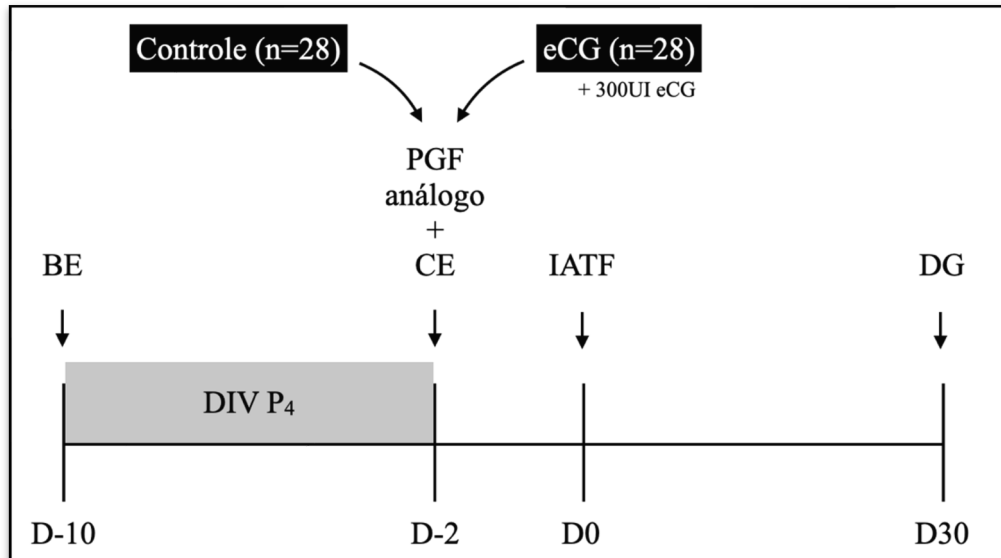 Controle (n=28)
eCG (n=28)
+ 300UI eCG
PGF
análogo
+
BE
CE
IATF
DG
DIV P₄
D-10
D-2
D0
D30